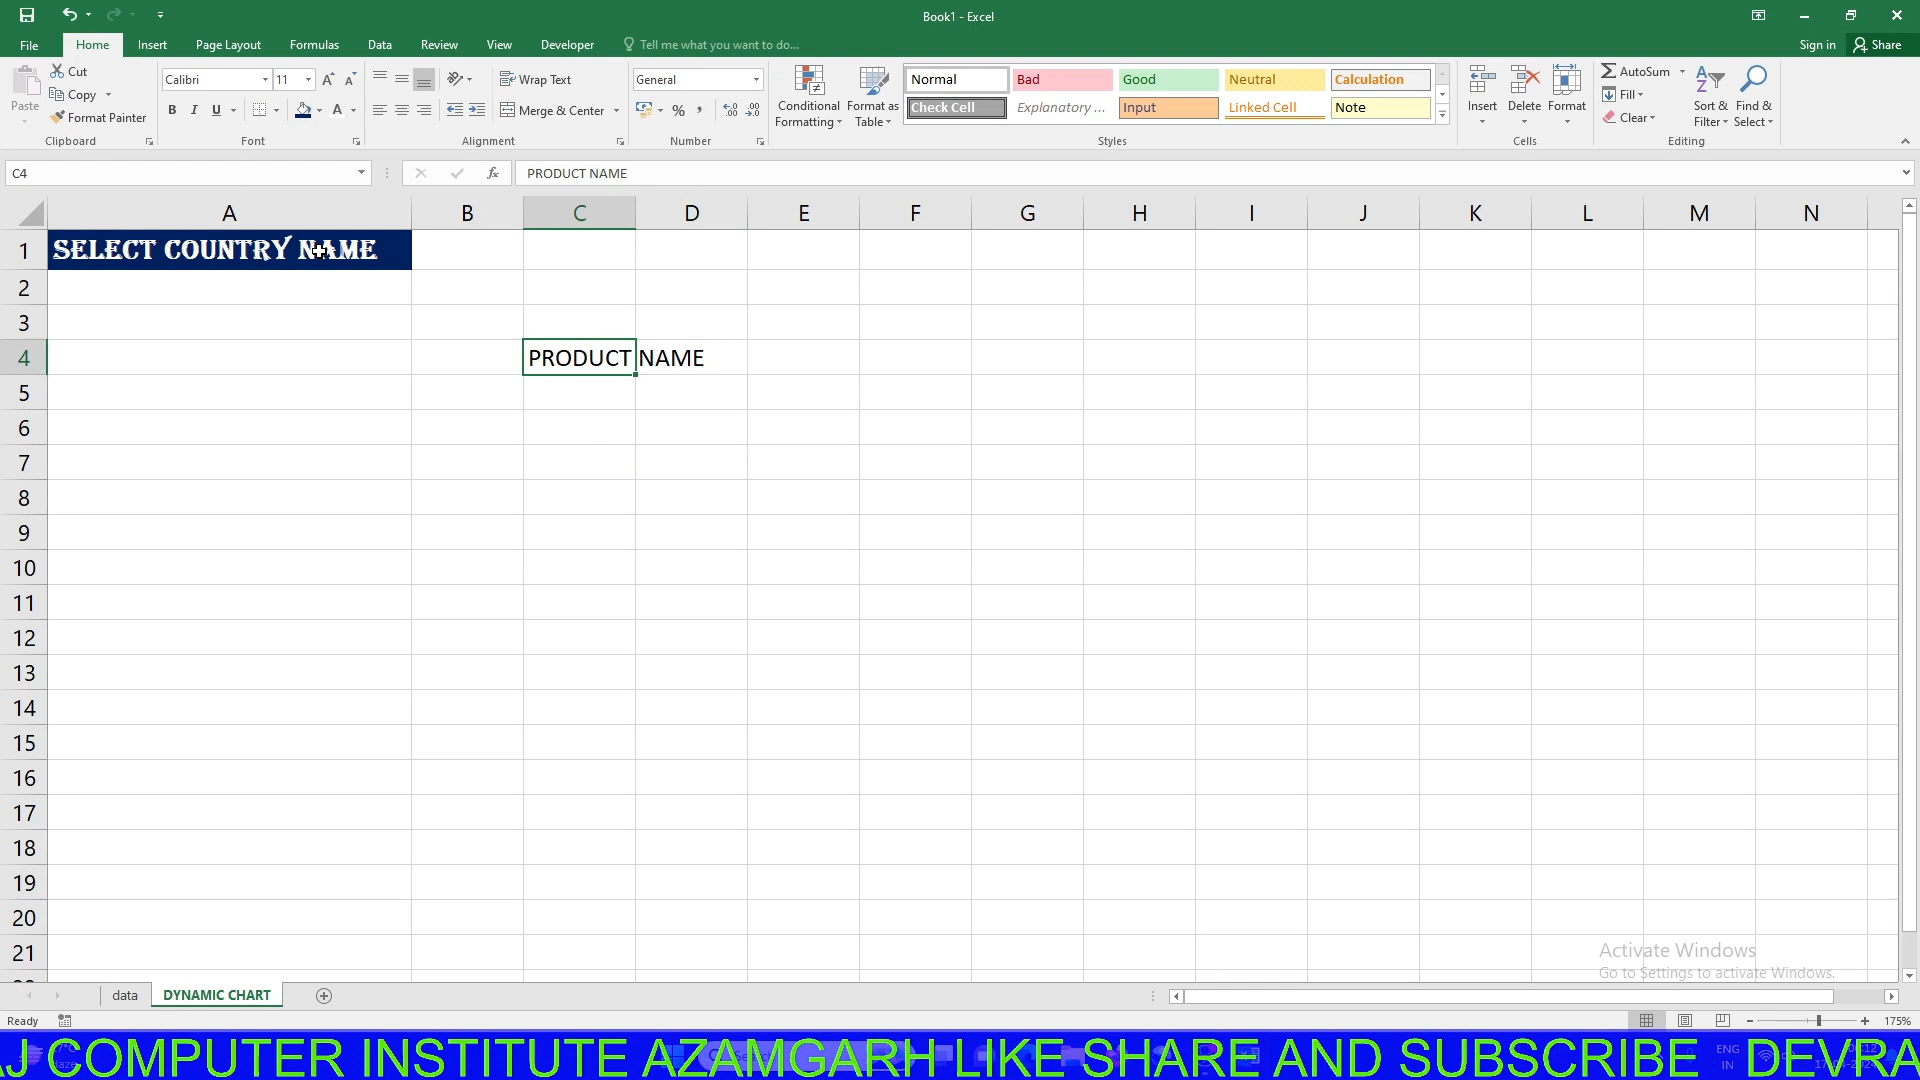 Book1 - Excel
File Home Insert Page Layout Formulas Data Review View Developer Tell me what you want to do... Sign in Share
Cut
Copy
Format Painter
Paste
Clipboard
Calibri 11
B I U A
Font
Wrap Text
Merge & Center
Alignment
General
%
Number
Conditional Formatting
Format as Table
Normal Bad Good Neutral Calculation
Check Cell Explanatory ... Input Linked Cell Note
Styles
Insert Delete Format
Cells
AutoSum
Fill
Clear
Sort & Filter
Find & Select
Editing
C4 fx PRODUCT NAME
A B C D E F G H I J K L M N
1 SELECT COUNTRY NAME
2
3
4 PRODUCT NAME
5
6
7
8
9
10
11
12
13
14
15
16
17
18
19
20
21
Activate Windows
Go to Settings to activate Windows.
data DYNAMIC CHART
Ready 175%
J COMPUTER INSTITUTE AZAMGARH LIKE SHARE AND SUBSCRIBE DEVRA
ENG
IN